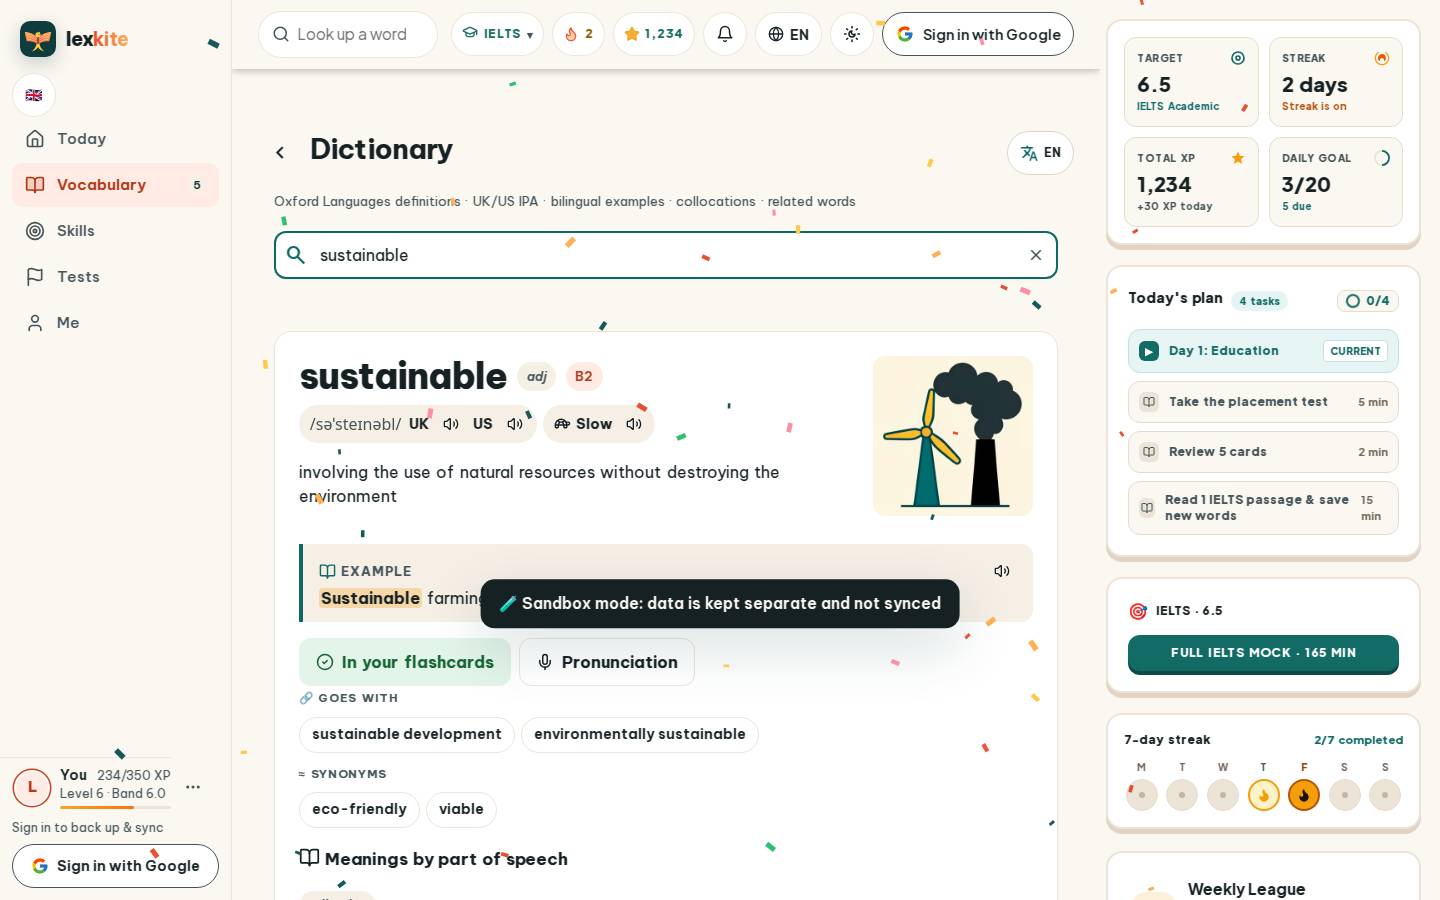 lexkite
Today
Vocabulary 5
Skills
Tests
Me
L
You 234/350 XP
Level 6 · Band 6.0
Sign in to back up & sync
Sign in with Google
Look up a word
IELTS
2
1,234
EN
Sign in with Google
Dictionary
EN
Oxford Languages definitions · UK/US IPA · bilingual examples · collocations · related words
sustainable
sustainable adj B2
/səˈsteɪnəbl/ UK US Slow
involving the use of natural resources without destroying the
environment
EXAMPLE
Sustainable farming
🧪 Sandbox mode: data is kept separate and not synced
In your flashcards
Pronunciation
GOES WITH
sustainable development
environmentally sustainable
≈ SYNONYMS
eco-friendly
viable
Meanings by part of speech
TARGET
6.5
IELTS Academic
STREAK
2 days
Streak is on
TOTAL XP
1,234
+30 XP today
DAILY GOAL
3/20
5 due
Today's plan 4 tasks 0/4
Day 1: Education CURRENT
Take the placement test 5 min
Review 5 cards 2 min
Read 1 IELTS passage & save 15
new words min
IELTS · 6.5
FULL IELTS MOCK · 165 MIN
7-day streak 2/7 completed
M T W T F S S
Weekly League